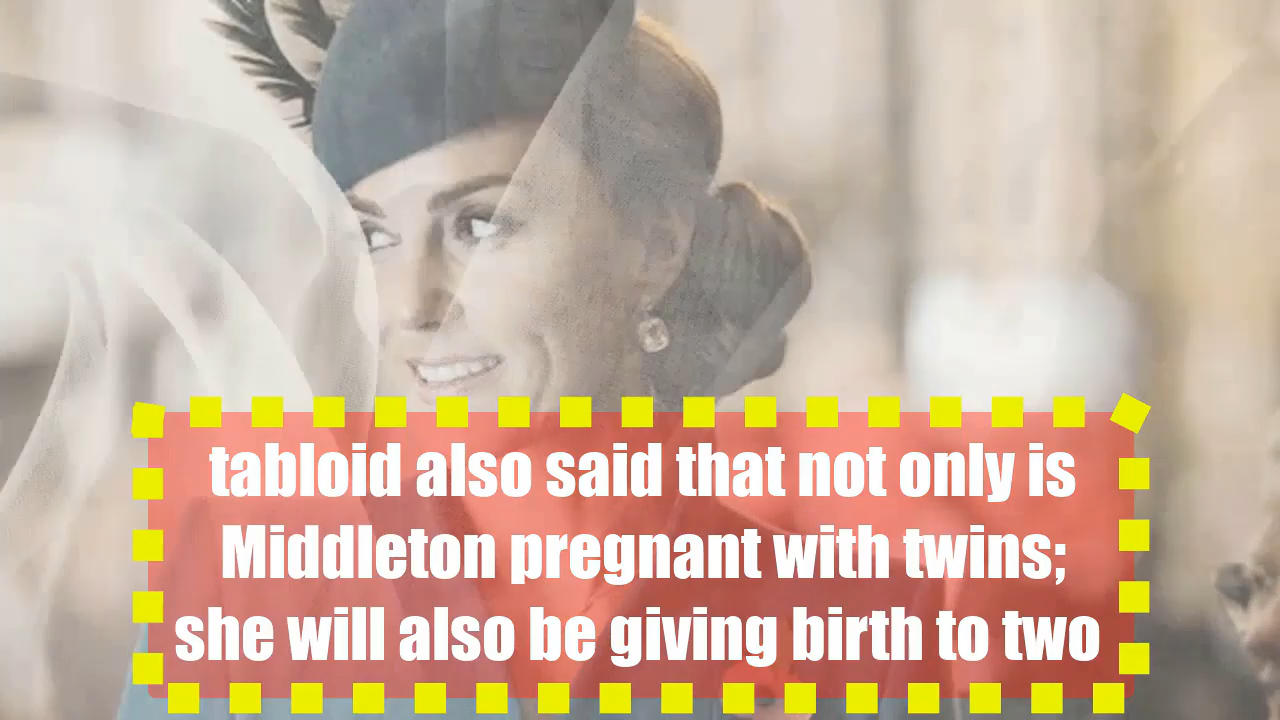 tabloid also said that not only is
Middleton pregnant with twins;
she will also be giving birth to two